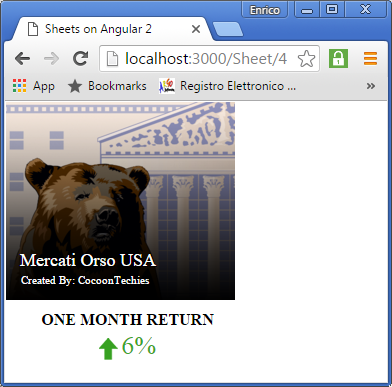 Enrico
Sheets on Angular 2
localhost:3000/Sheet/4
App
Bookmarks
Registro Elettronico ...
»
Mercati Orso USA
Created By: CocoonTechies
ONE MONTH RETURN
6%